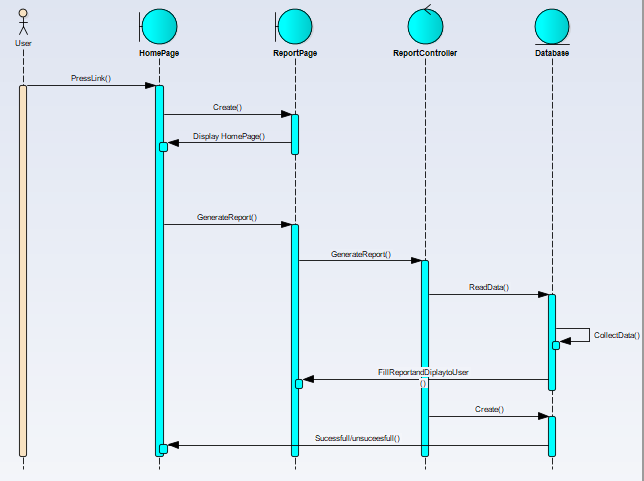 User
HomePage
ReportPage
ReportController
Database
PressLink()
Create()
Display HomePage()
GenerateReport()
GenerateReport()
ReadData()
CollectData()
FillReportandDiplaytoUser
()
Create()
Sucessfull/unsuceesfull()